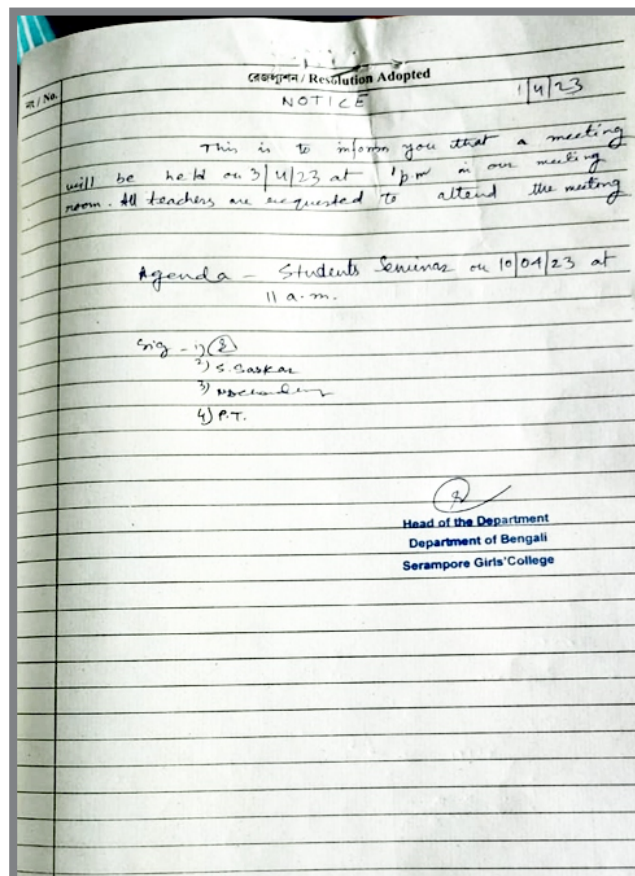 রেজল্যুশন / Resolution Adopted
নং / No.
NOTICE
1/4/23
This is to inform you that a meeting
will be held on 3/4/23 at 1 p.m in our meeting
room. All teachers are requested to attend the meeting
Agenda - Students Seminar on 10/04/23 at
11 a.m.
Sig - 1)
2) S. Sarkar
3)
4) P.T.
Head of the Department
Department of Bengali
Serampore Girls' College